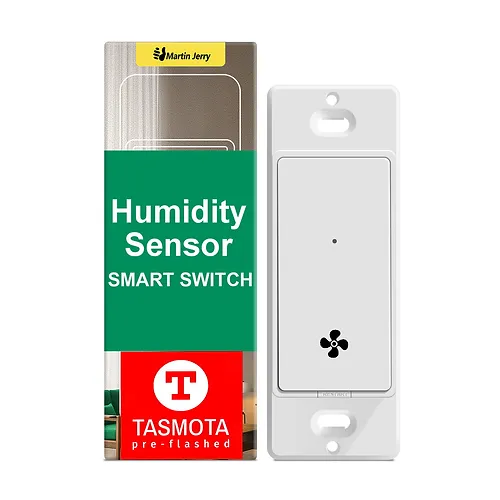 Martin Jerry
Humidity
Sensor
SMART SWITCH
T
TASMOTA
pre-flashed